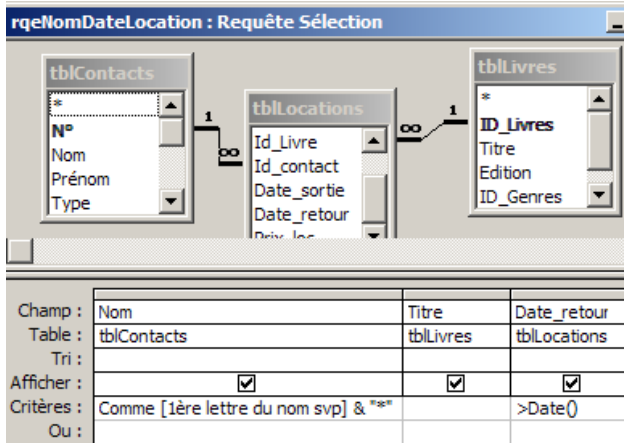 rqeNomDateLocation : Requête Sélection
tblContacts
*
N°
Nom
Prénom
Type
1
∞
tblLocations
Id_Livre
Id_contact
Date_sortie
Date_retour
Prix_loc
∞
1
tblLivres
*
ID_Livres
Titre
Edition
ID_Genres
Champ : Nom Titre Date_retour
Table : tblContacts tblLivres tblLocations
Tri :
Afficher :
Critères : Comme [1ère lettre du nom svp] & "*" >Date()
Ou :